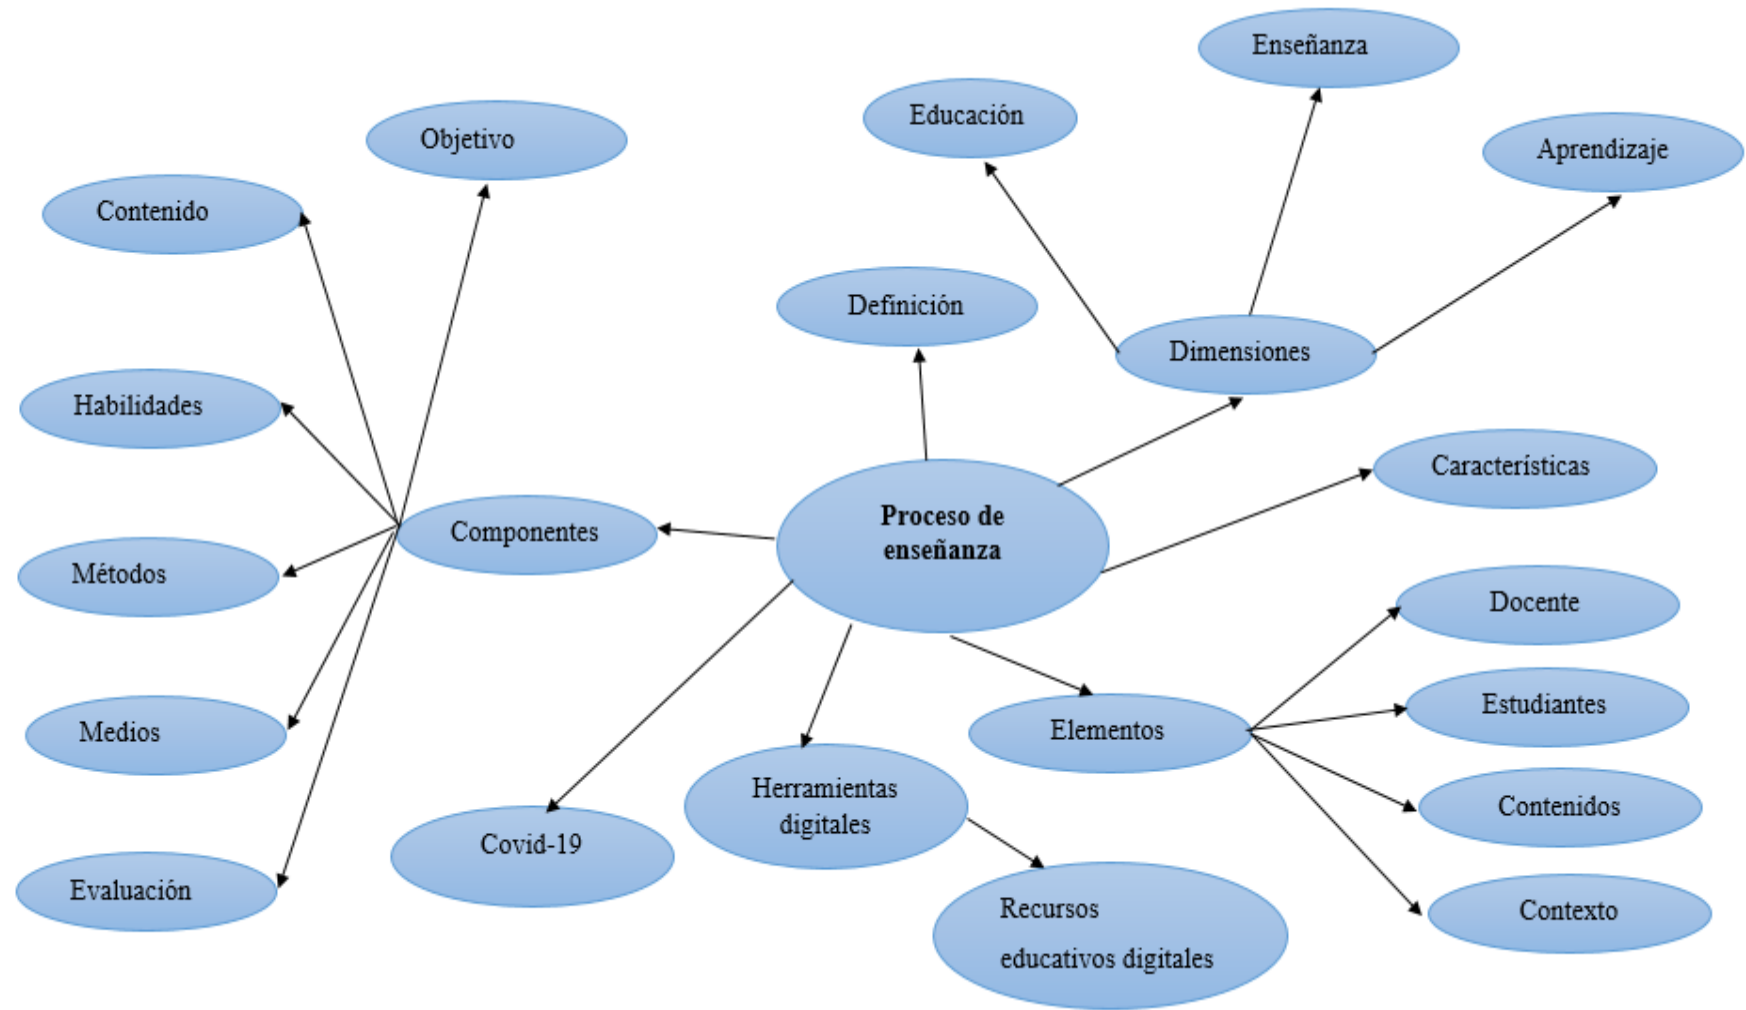 Enseñanza
Educación
Objetivo
Aprendizaje
Contenido
Definición
Dimensiones
Habilidades
Características
Proceso de
enseñanza
Componentes
Métodos
Docente
Estudiantes
Medios
Elementos
Herramientas
digitales
Contenidos
Covid-19
Evaluación
Recursos
educativos digitales
Contexto